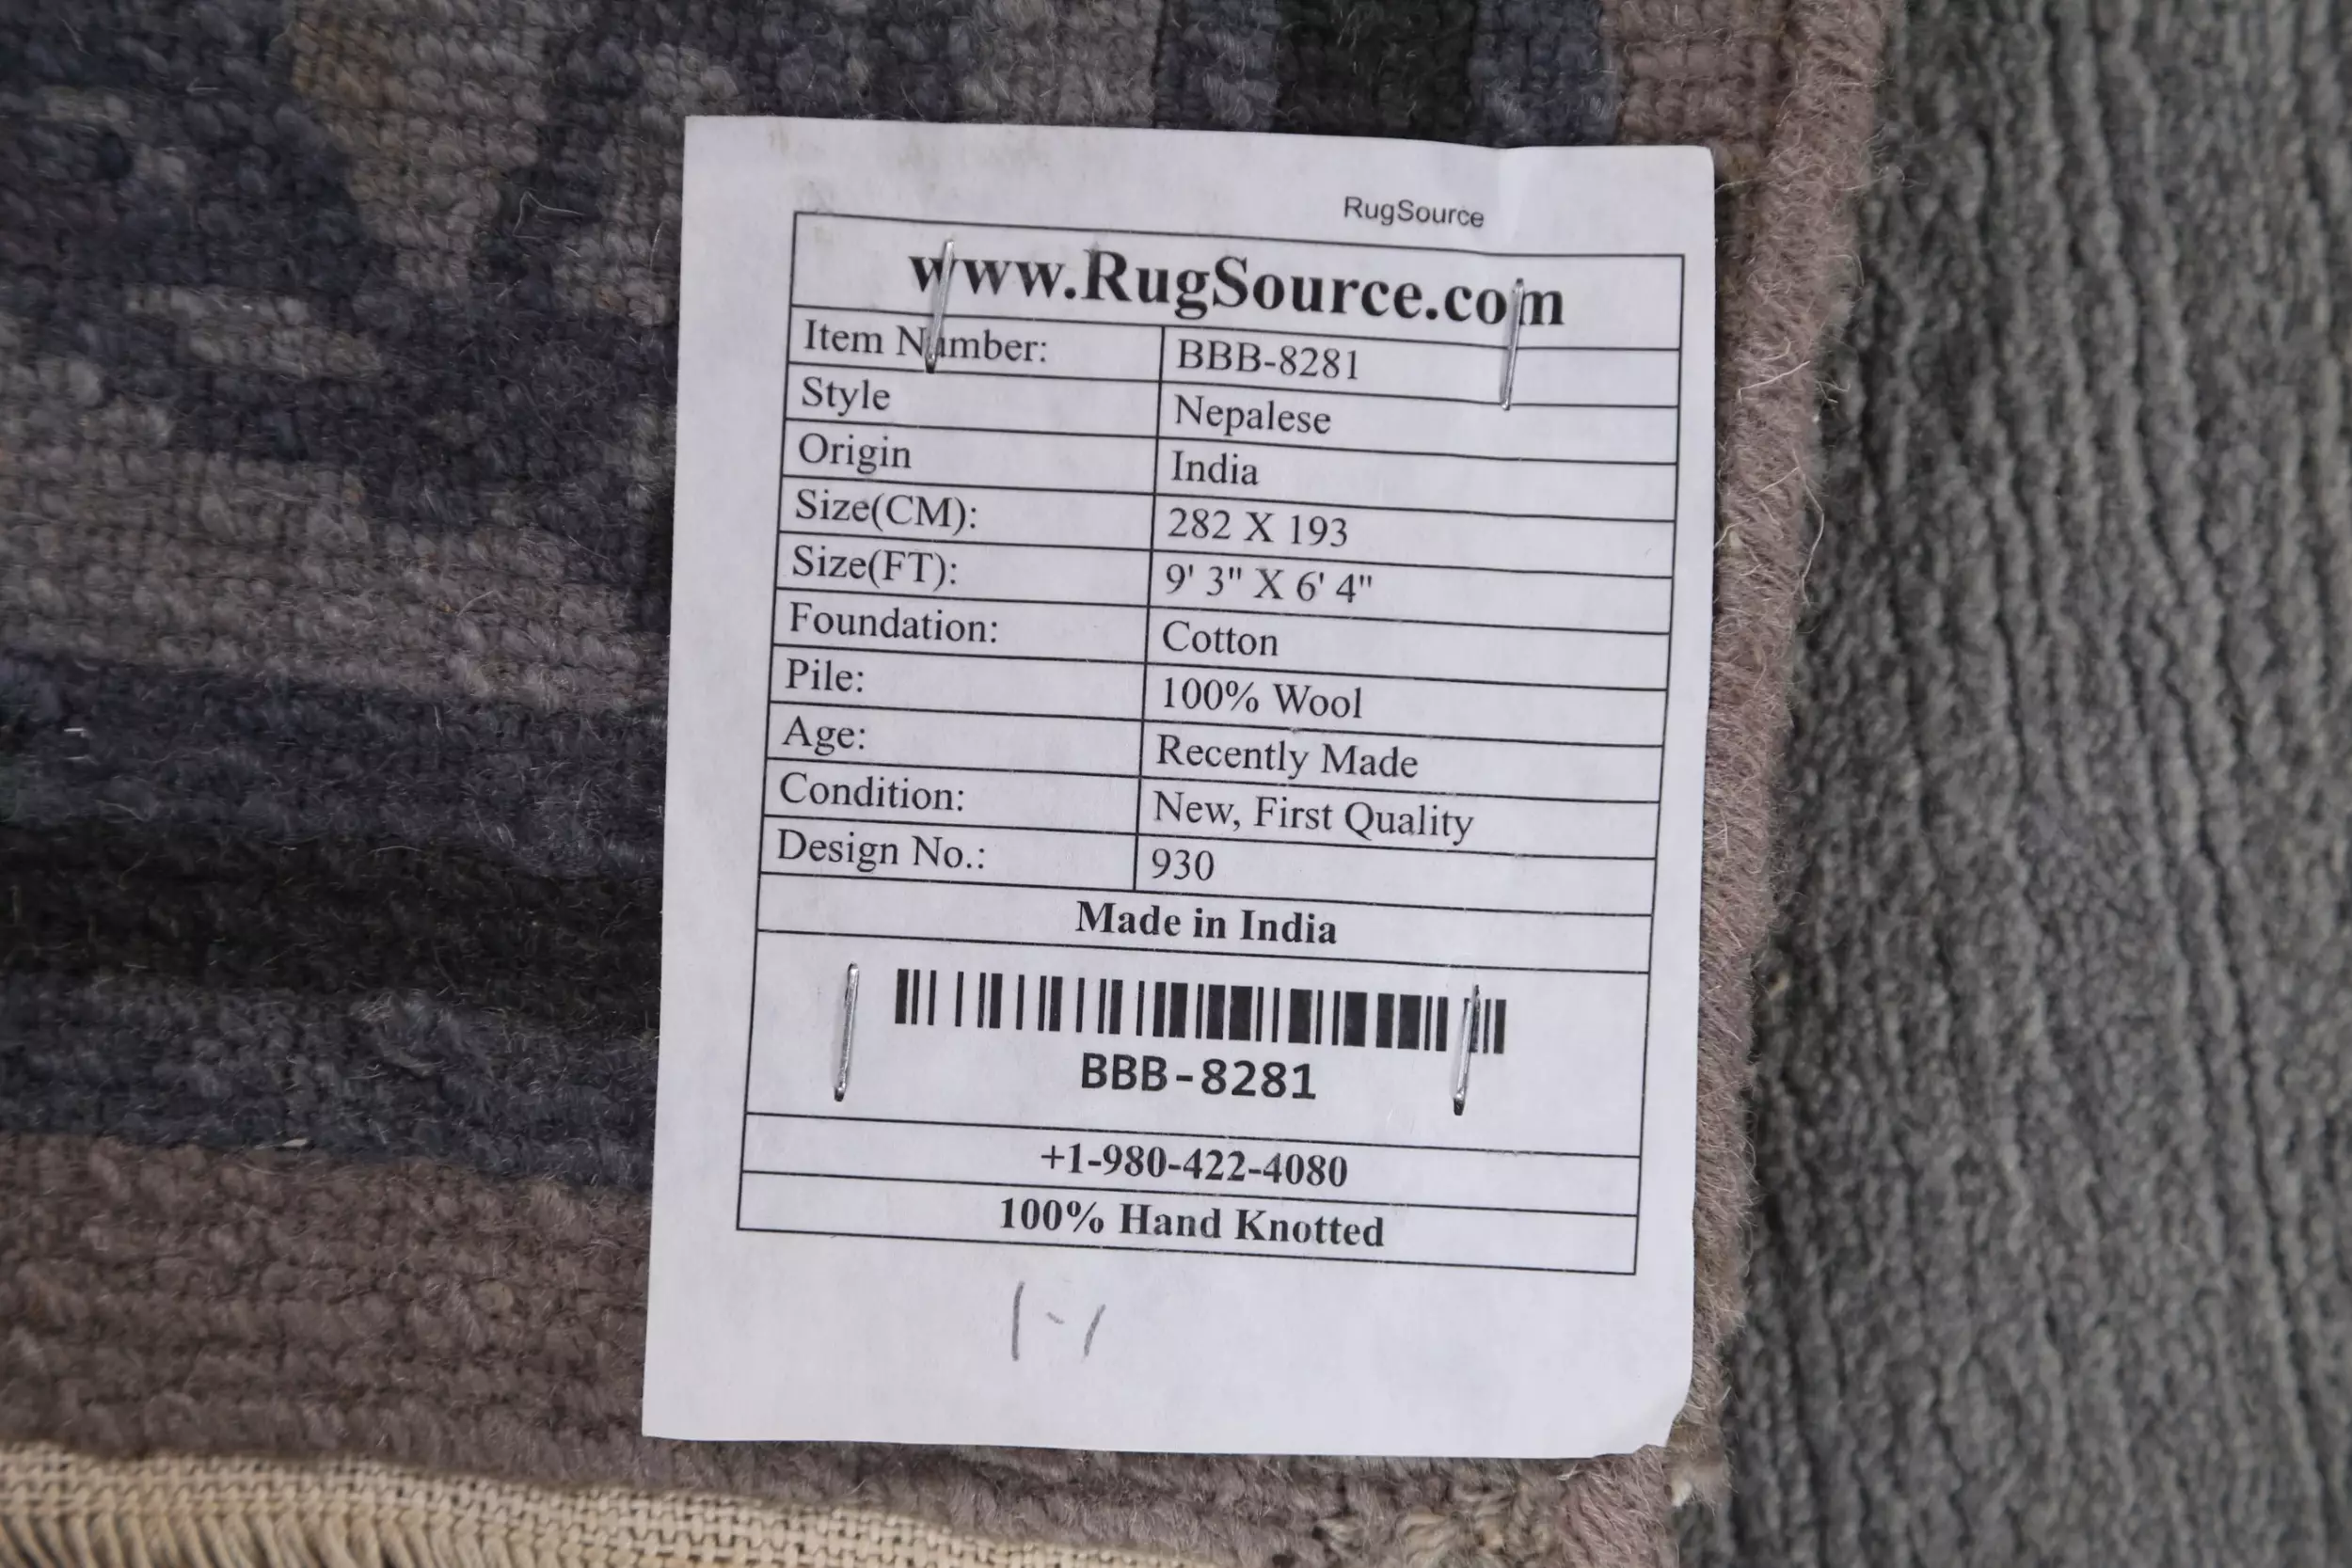 RugSource
www.RugSource.com
Item Number: BBB-8281
Style Nepalese
Origin India
Size(CM): 282 X 193
Size(FT): 9' 3" X 6' 4"
Foundation: Cotton
Pile: 100% Wool
Age: Recently Made
Condition: New, First Quality
Design No.: 930
Made in India
BBB-8281
+1-980-422-4080
100% Hand Knotted